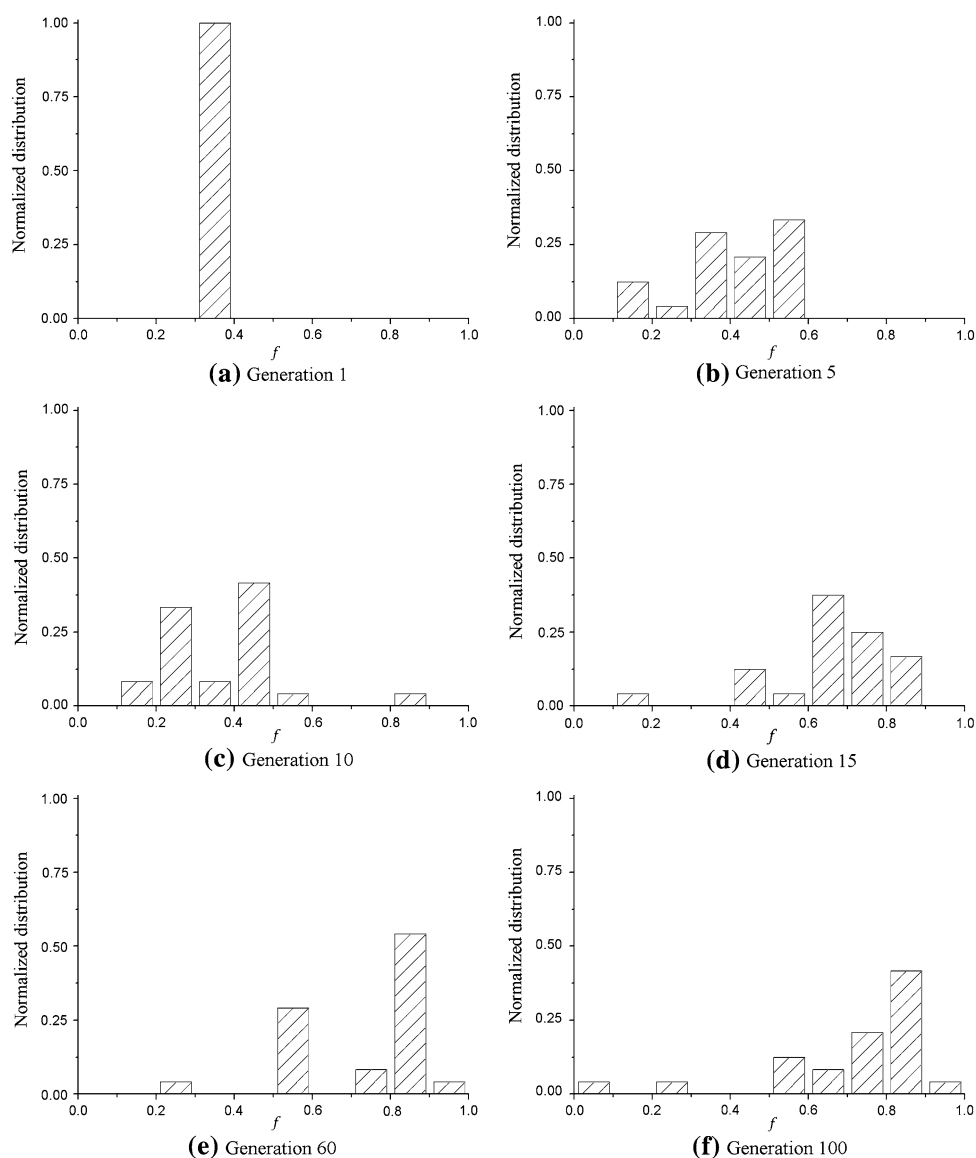 1.00
0.75
0.50
0.25
0.00
Normalized distribution
0.0 0.2 0.4 0.6 0.8 1.0
f
(a) Generation 1
1.00
0.75
0.50
0.25
0.00
Normalized distribution
0.0 0.2 0.4 0.6 0.8 1.0
f
(b) Generation 5
1.00
0.75
0.50
0.25
0.00
Normalized distribution
0.0 0.2 0.4 0.6 0.8 1.0
f
(c) Generation 10
1.00
0.75
0.50
0.25
0.00
Normalized distribution
0.0 0.2 0.4 0.6 0.8 1.0
f
(d) Generation 15
1.00
0.75
0.50
0.25
0.00
Normalized distribution
0.0 0.2 0.4 0.6 0.8 1.0
f
(e) Generation 60
1.00
0.75
0.50
0.25
0.00
Normalized distribution
0.0 0.2 0.4 0.6 0.8 1.0
f
(f) Generation 100